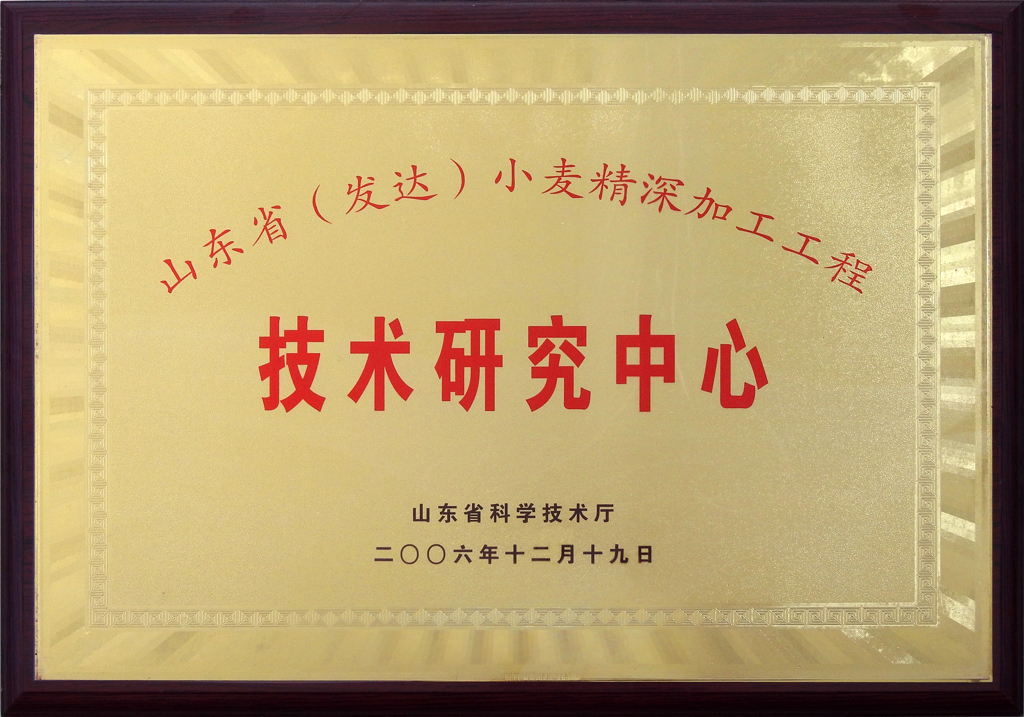 山东省（发达）小麦精深加工工程
技术研究中心
山东省科学技术厅
二〇〇六年十二月十九日